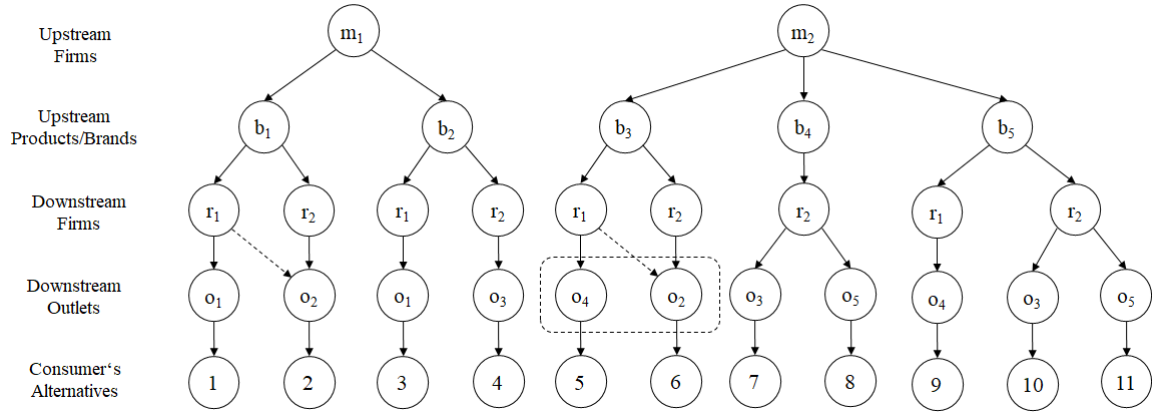 Upstream
Firms
m1 m2
Upstream
Products/Brands
b1 b2 b3 b4 b5
Downstream
Firms
r1 r2 r1 r2 r1 r2 r2 r1 r2
Downstream
Outlets
o1 o2 o1 o3 o4 o2 o3 o5 o4 o3 o5
Consumer‘s
Alternatives
1 2 3 4 5 6 7 8 9 10 11